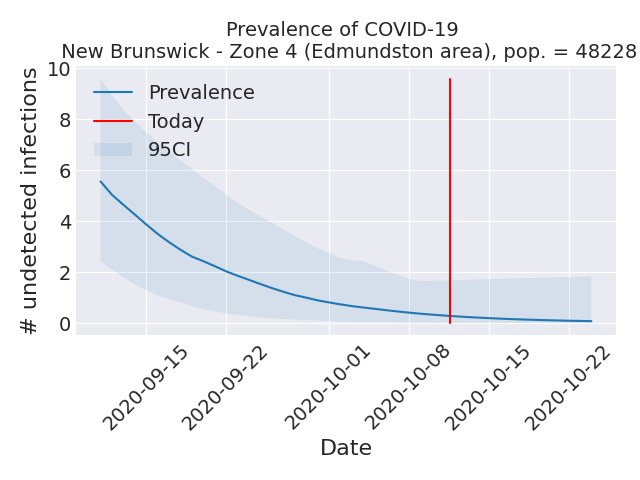 Prevalence of COVID-19
New Brunswick - Zone 4 (Edmundston area), pop. = 48228
# undetected infections
10
8
6
4
2
0
Prevalence
Today
95CI
2020-09-15
2020-09-22
2020-10-01
2020-10-08
2020-10-15
2020-10-22
Date